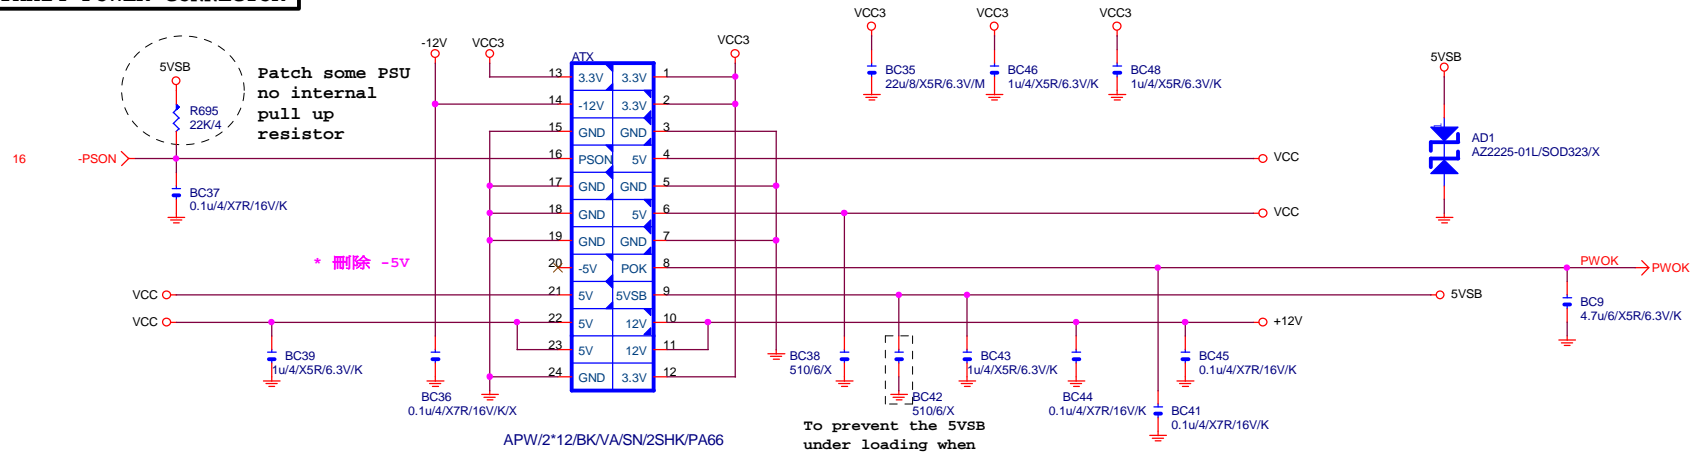 VCC3
VCC3
VCC3
-12V
VCC3
VCC3
5VSB
Patch some PSU
no internal
pull up
resistor
R695
22K/4
BC35
22u/8/X5R/6.3V/M
BC46
1u/4/X5R/6.3V/K
BC48
1u/4/X5R/6.3V/K
5VSB
AD1
AZ2225-01L/SOD323/X
ATX
13 3.3V 3.3V 1
14 -12V 3.3V 2
15 GND GND 3
16 PSON 5V 4
17 GND GND 5
18 GND 5V 6
19 GND GND 7
20 -5V POK 8
21 5V 5VSB 9
22 5V 12V 10
23 5V 12V 11
24 GND 3.3V 12
16 -PSON
VCC
BC37
0.1u/4/X7R/16V/K
VCC
* 刪除 -5V
PWOK
PWOK
VCC
5VSB
VCC
+12V
BC9
4.7u/6/X5R/6.3V/K
BC39
1u/4/X5R/6.3V/K
BC36
0.1u/4/X7R/16V/K/X
BC38
510/6/X
BC42
510/6/X
BC43
1u/4/X5R/6.3V/K
BC44
0.1u/4/X7R/16V/K
BC45
0.1u/4/X7R/16V/K
BC41
0.1u/4/X7R/16V/K
APW/2*12/BK/VA/SN/2SHK/PA66
To prevent the 5VSB
under loading when